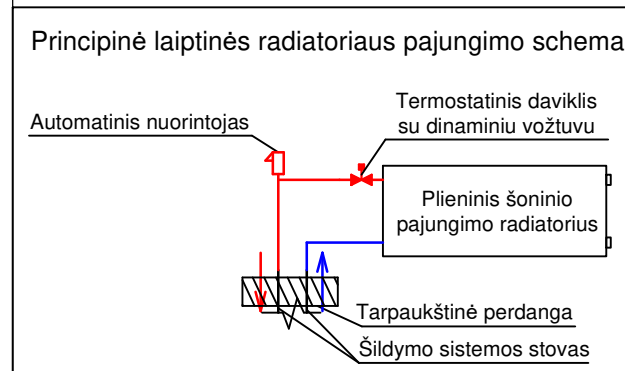 Principinė laiptinės radiatoriaus pajungimo schema
Automatinis nuorintojas
Termostatinis daviklis
su dinaminiu vožtuvu
Plieninis šoninio
pajungimo radiatorius
Tarpaukštinė perdanga
Šildymo sistemos stovas